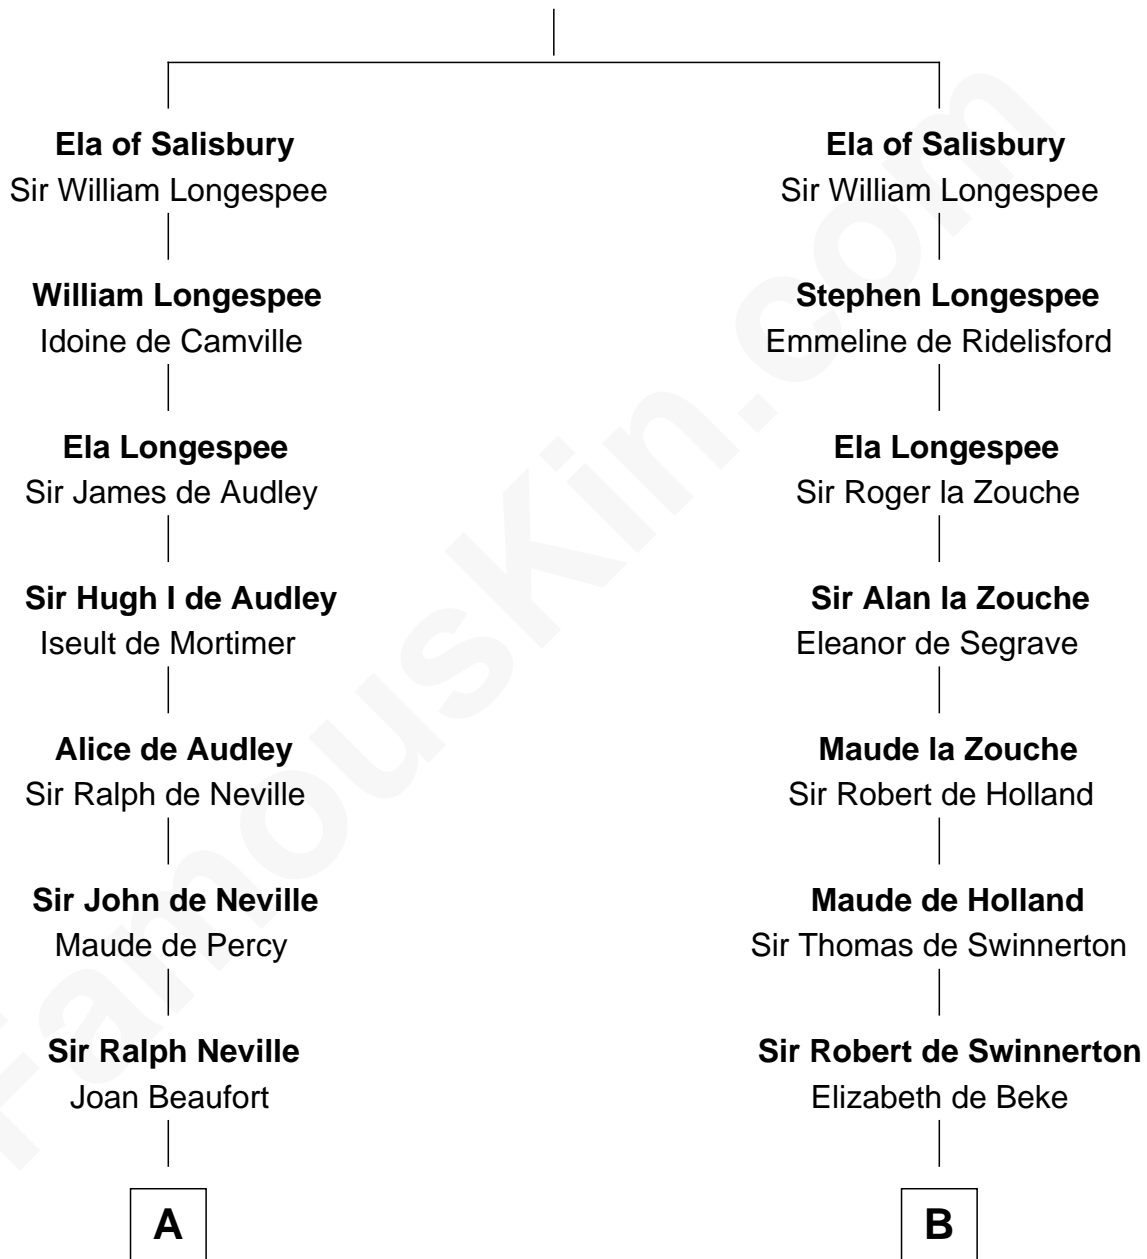 Ela of Salisbury
Sir William Longespee
William Longespee
Idoine de Camville
Ela Longespee
Sir James de Audley
Sir Hugh I de Audley
Iseult de Mortimer
Alice de Audley
Sir Ralph de Neville
Sir John de Neville
Maude de Percy
Sir Ralph Neville
Joan Beaufort
A
Ela of Salisbury
Sir William Longespee
Stephen Longespee
Emmeline de Ridelisford
Ela Longespee
Sir Roger la Zouche
Sir Alan la Zouche
Eleanor de Segrave
Maude la Zouche
Sir Robert de Holland
Maude de Holland
Sir Thomas de Swinnerton
Sir Robert de Swinnerton
Elizabeth de Beke
B
FamousKin.com